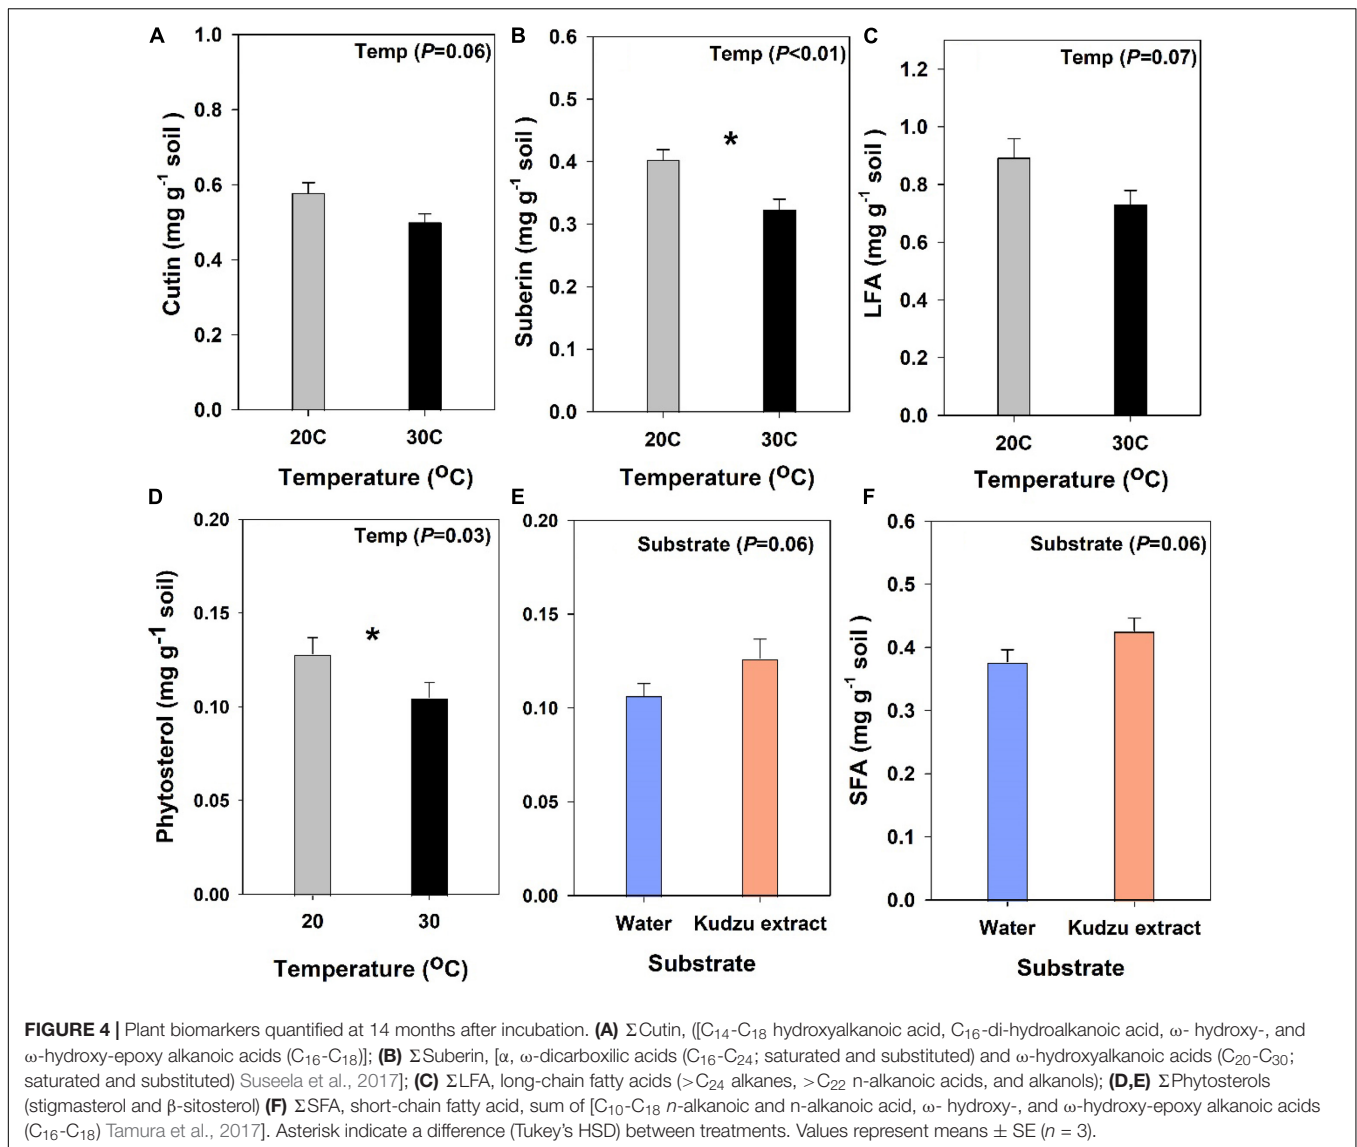 A
Temp (P=0.06)
1.0
0.8
0.6
0.4
0.2
0.0
Cutin (mg g⁻¹ soil )
20C 30C
Temperature (ᴼC)
B
Temp (P<0.01)
0.6
0.5
0.4
0.3
0.2
0.1
0.0
Suberin (mg g⁻¹ soil )
*
20C 30C
Temperature (ᴼC)
C
Temp (P=0.07)
1.2
1.0
0.8
0.6
0.4
0.2
0.0
LFA (mg g⁻¹ soil )
20C 30C
Temperature (ᴼC)
D
Temp (P=0.03)
0.20
0.15
0.10
0.05
0.00
Phytosterol (mg g⁻¹ soil)
*
20 30
Temperature (ᴼC)
E
Substrate (P=0.06)
0.20
0.15
0.10
0.05
0.00
Water Kudzu extract
Substrate
F
Substrate (P=0.06)
0.6
0.5
0.4
0.3
0.2
0.1
0.0
SFA (mg g⁻¹ soil )
Water Kudzu extract
Substrate
FIGURE 4 | Plant biomarkers quantified at 14 months after incubation. (A) ΣCutin, ([C₁₄-C₁₈ hydroxyalkanoic acid, C₁₆-di-hydroalkanoic acid, ω- hydroxy-, and
ω-hydroxy-epoxy alkanoic acids (C₁₆-C₁₈)]; (B) ΣSuberin, [α, ω-dicarboxilic acids (C₁₆-C₂₄; saturated and substituted) and ω-hydroxyalkanoic acids (C₂₀-C₃₀;
saturated and substituted) Suseela et al., 2017]; (C) ΣLFA, long-chain fatty acids (>C₂₄ alkanes, >C₂₂ n-alkanoic acids, and alkanols); (D,E) ΣPhytosterols
(stigmasterol and β-sitosterol) (F) ΣSFA, short-chain fatty acid, sum of [C₁₀-C₁₈ n-alkanoic and n-alkanoic acid, ω- hydroxy-, and ω-hydroxy-epoxy alkanoic acids
(C₁₆-C₁₈) Tamura et al., 2017]. Asterisk indicate a difference (Tukey's HSD) between treatments. Values represent means ± SE (n = 3).